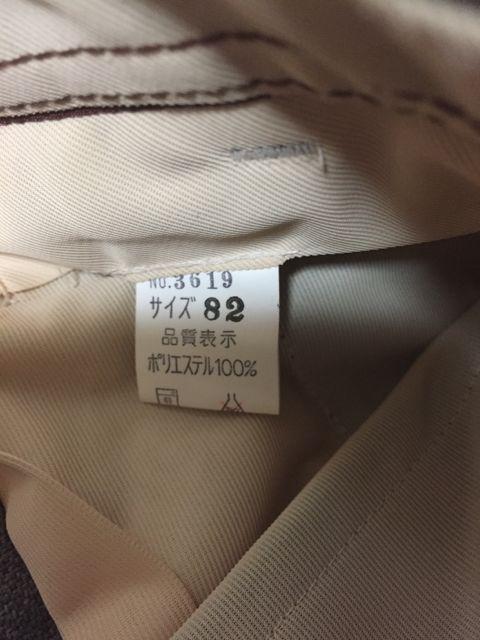 NO.3619
サイズ 82
品質表示
ポリエステル100%